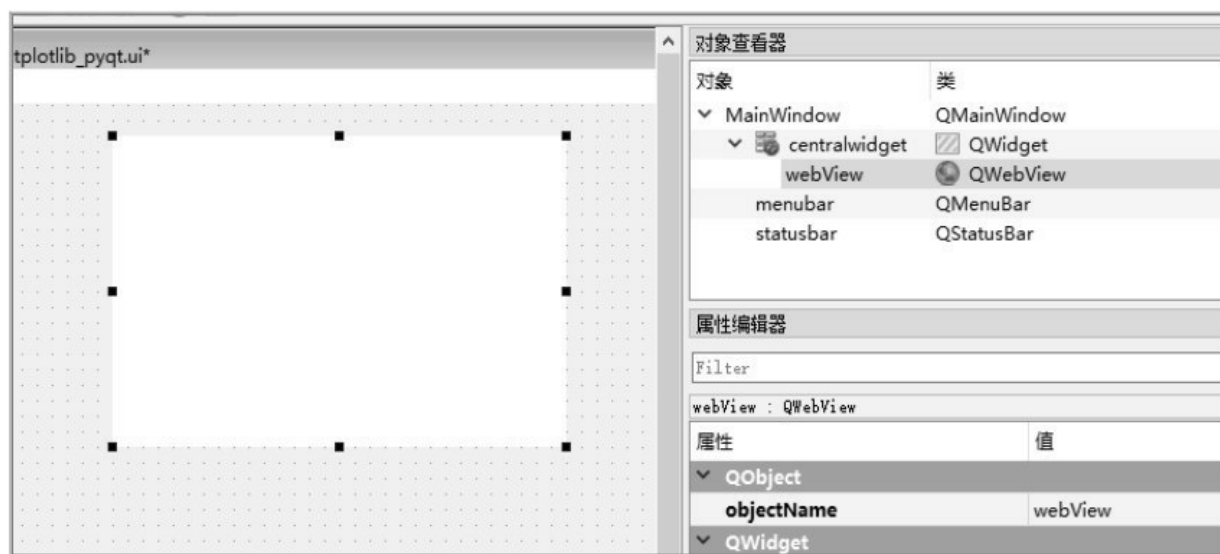 tplotlib_pyqt.ui*
对象查看器
对象 类
MainWindow QMainWindow
centralwidget QWidget
webView QWebView
menubar QMenuBar
statusbar QStatusBar
属性编辑器
Filter
webView : QWebView
属性 值
QObject
objectName webView
QWidget